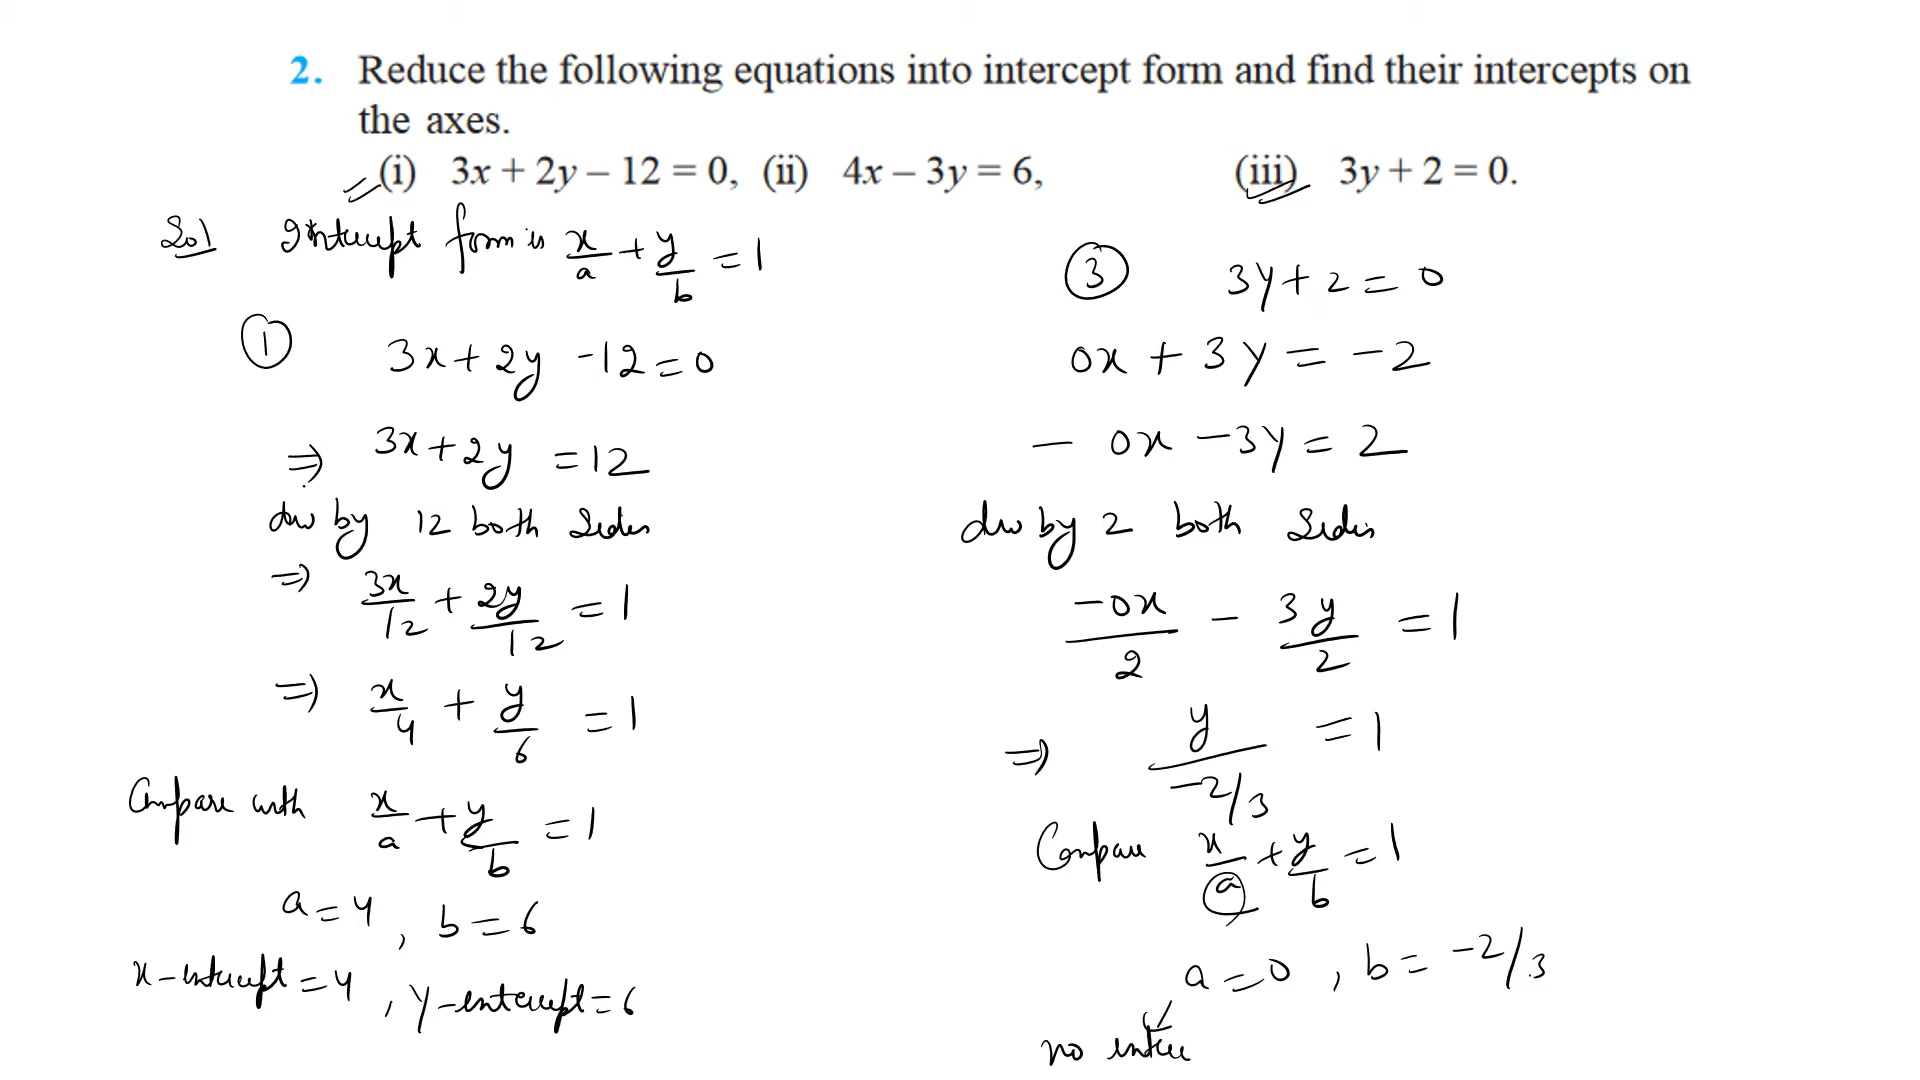 2. Reduce the following equations into intercept form and find their intercepts on
the axes.
(i) 3x + 2y – 12 = 0, (ii) 4x – 3y = 6, (iii) 3y + 2 = 0.
Sol Intercept form is x/a + y/b = 1
① 3x + 2y - 12 = 0
⇒ 3x + 2y = 12
div by 12 both sides
⇒ 3x/12 + 2y/12 = 1
⇒ x/4 + y/6 = 1
Compare with x/a + y/b = 1
a = 4, b = 6
x-intercept = 4, y-intercept = 6
③ 3y + 2 = 0
0x + 3y = -2
- 0x - 3y = 2
div by 2 both sides
-0x/2 - 3y/2 = 1
⇒ y/-2/3 = 1
Compare x/a + y/b = 1
a = 0, b = -2/3
no inte